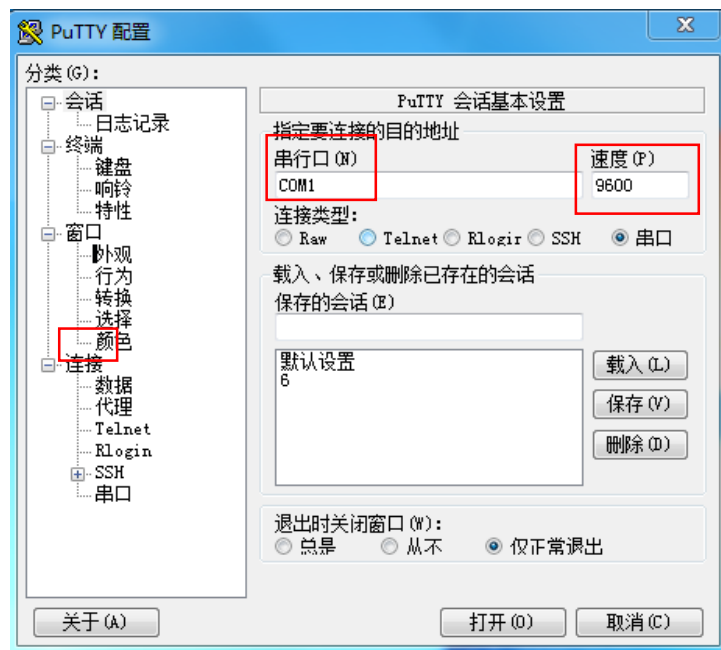 PuTTY 配置
分类(G):
会话
日志记录
终端
键盘
响铃
特性
窗口
外观
行为
转换
选择
颜色
连接
数据
代理
Telnet
Rlogin
SSH
串口
PuTTY 会话基本设置
指定要连接的目的地址
串行口(N) 速度(P)
COM1 9600
连接类型:
Raw Telnet Rlogir SSH 串口
载入、保存或删除已存在的会话
保存的会话(E)
默认设置
6
载入(L)
保存(V)
删除(D)
退出时关闭窗口(W):
总是 从不 仅正常退出
关于(A) 打开(O) 取消(C)